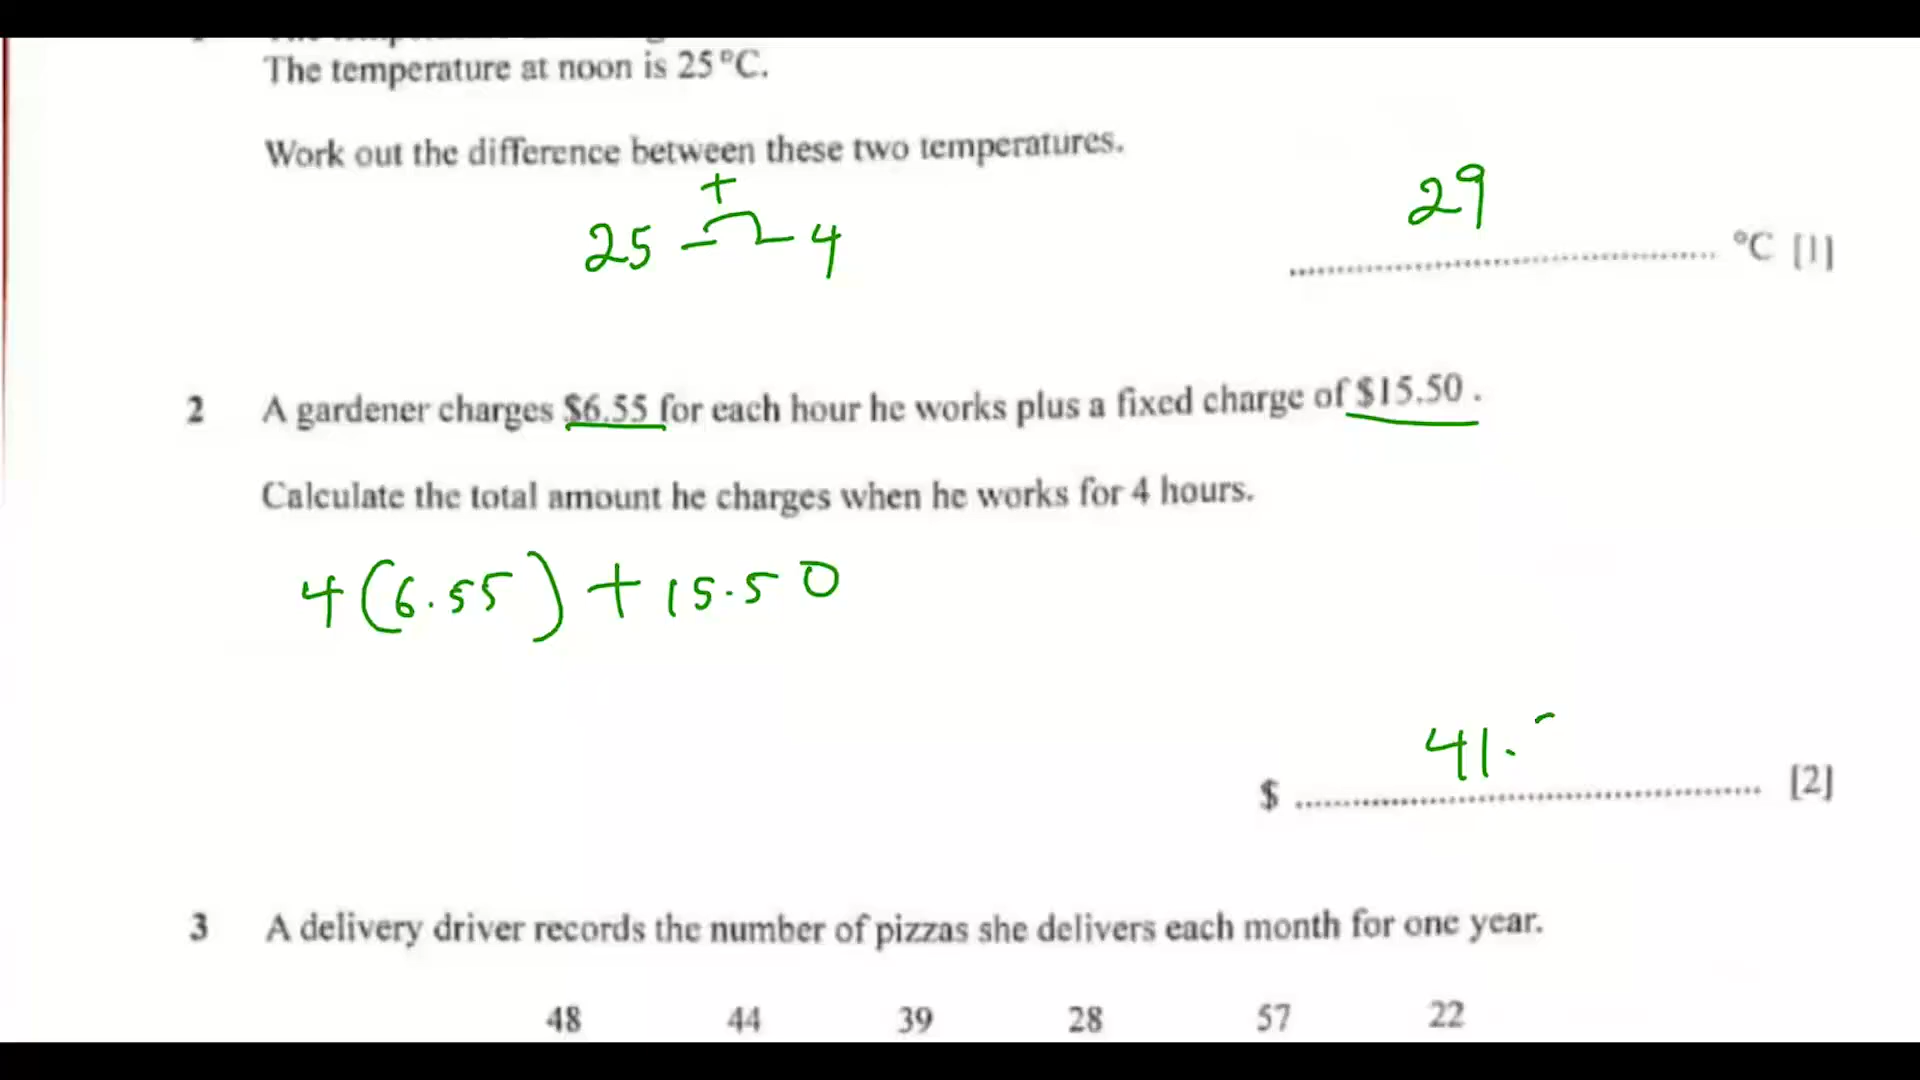 The temperature at noon is 25 °C.
Work out the difference between these two temperatures.
+
25 - - 4
29
°C [1]
2 A gardener charges $6.55 for each hour he works plus a fixed charge of $15.50 .
Calculate the total amount he charges when he works for 4 hours.
4(6.55) + 15.50
41.
$ [2]
3 A delivery driver records the number of pizzas she delivers each month for one year.
48 44 39 28 57 22